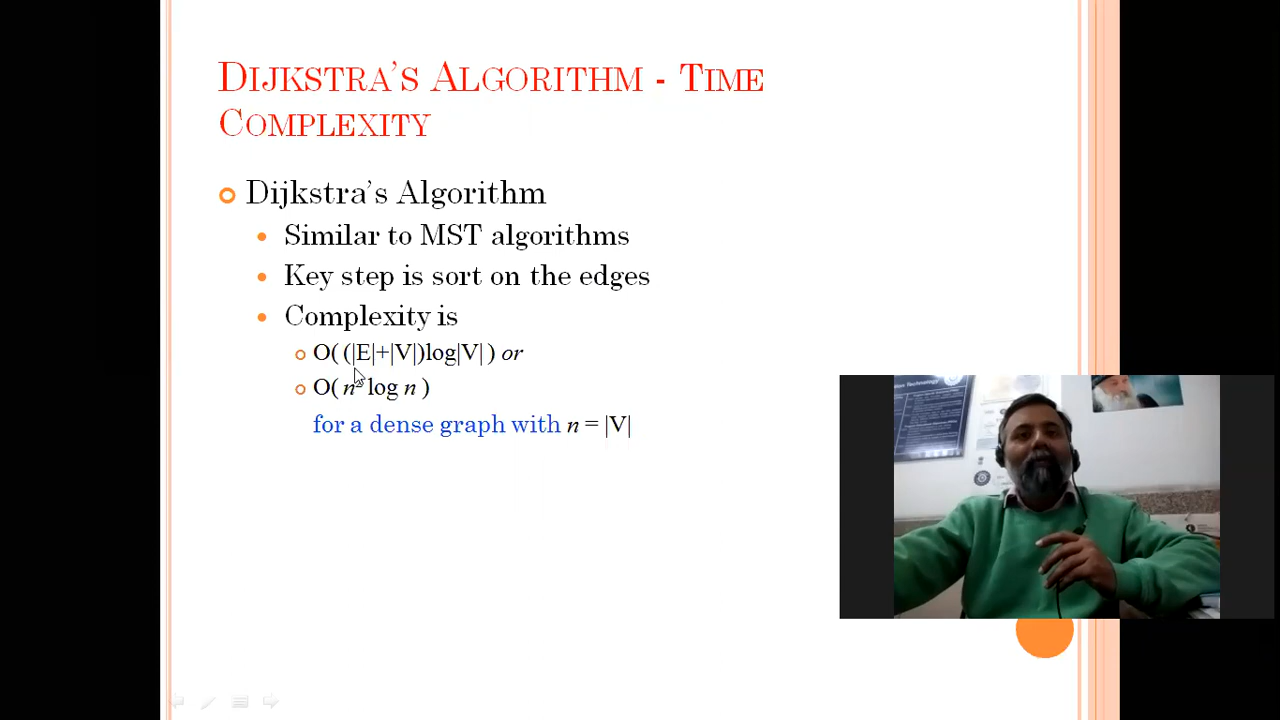 DIJKSTRA'S ALGORITHM - TIME
COMPLEXITY
Dijkstra's Algorithm
Similar to MST algorithms
Key step is sort on the edges
Complexity is
O( (|E|+|V|)log|V| ) or
O( n² log n )
for a dense graph with n = |V|